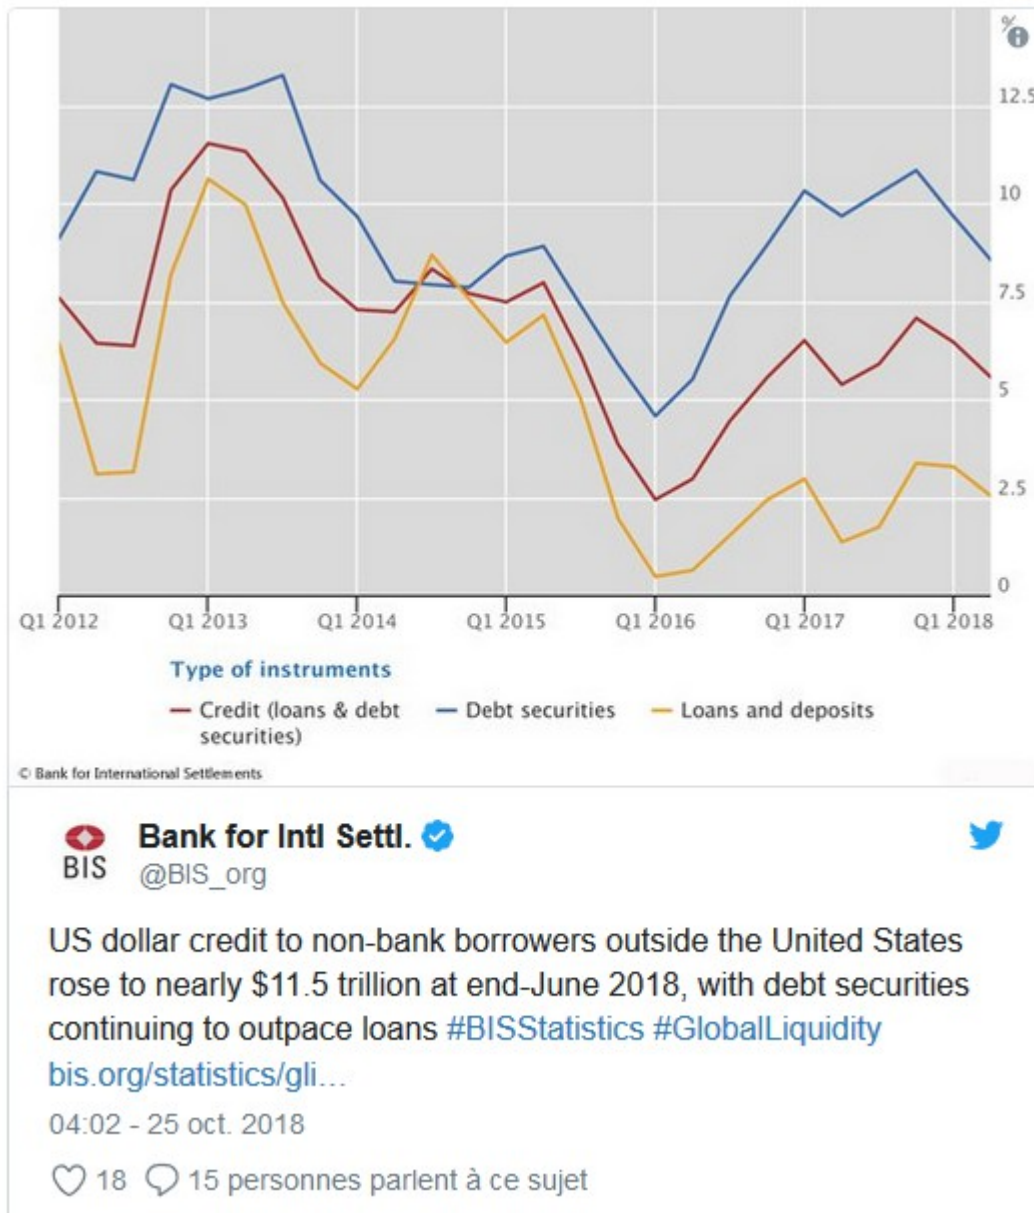 %
12.5
10
7.5
5
2.5
0
Q1 2012 Q1 2013 Q1 2014 Q1 2015 Q1 2016 Q1 2017 Q1 2018
Type of instruments
Credit (loans & debt securities) Debt securities Loans and deposits
© Bank for International Settlements
BIS
Bank for Intl Settl.
@BIS_org
US dollar credit to non-bank borrowers outside the United States
rose to nearly $11.5 trillion at end-June 2018, with debt securities
continuing to outpace loans #BISStatistics #GlobalLiquidity
bis.org/statistics/gli…
04:02 - 25 oct. 2018
18 15 personnes parlent à ce sujet